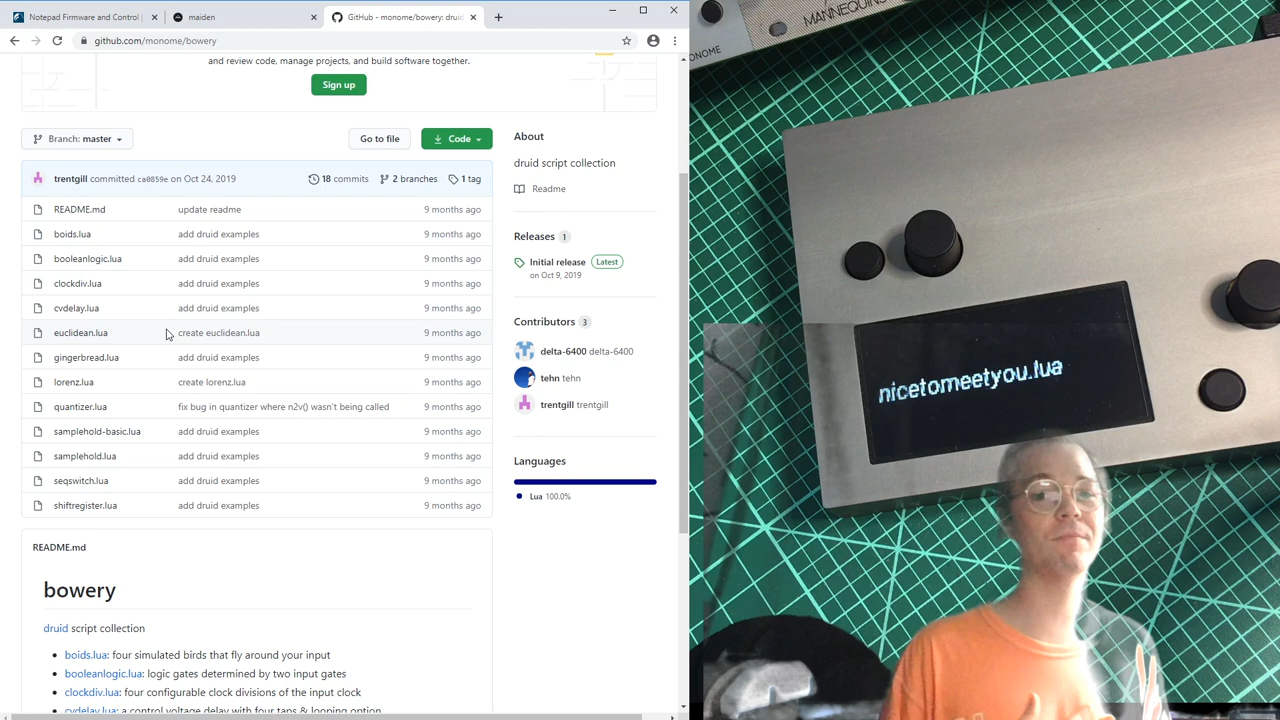 Notepad Firmware and Control
maiden
GitHub - monome/bowery: druid
github.com/monome/bowery
and review code, manage projects, and build software together.
Sign up
Branch: master
Go to file
Code
trentgill committed ca0859e on Oct 24, 2019
18 commits
2 branches
1 tag
README.md update readme 9 months ago
boids.lua add druid examples 9 months ago
booleanlogic.lua add druid examples 9 months ago
clockdiv.lua add druid examples 9 months ago
cvdelay.lua add druid examples 9 months ago
euclidean.lua create euclidean.lua 9 months ago
gingerbread.lua add druid examples 9 months ago
lorenz.lua create lorenz.lua 9 months ago
quantizer.lua fix bug in quantizer where n2v() wasn't being called 9 months ago
samplehold-basic.lua add druid examples 9 months ago
samplehold.lua add druid examples 9 months ago
seqswitch.lua add druid examples 9 months ago
shiftregister.lua add druid examples 9 months ago
README.md
bowery
druid script collection
• boids.lua: four simulated birds that fly around your input
• booleanlogic.lua: logic gates determined by two input gates
• clockdiv.lua: four configurable clock divisions of the input clock
• cvdelay.lua: a control voltage delay with four taps & looping option
About
druid script collection
Readme
Releases 1
Initial release Latest
on Oct 9, 2019
Contributors 3
delta-6400 delta-6400
tehn tehn
trentgill trentgill
Languages
Lua 100.0%
MANNEQUINS
ONOME
nicetomeetyou.lua